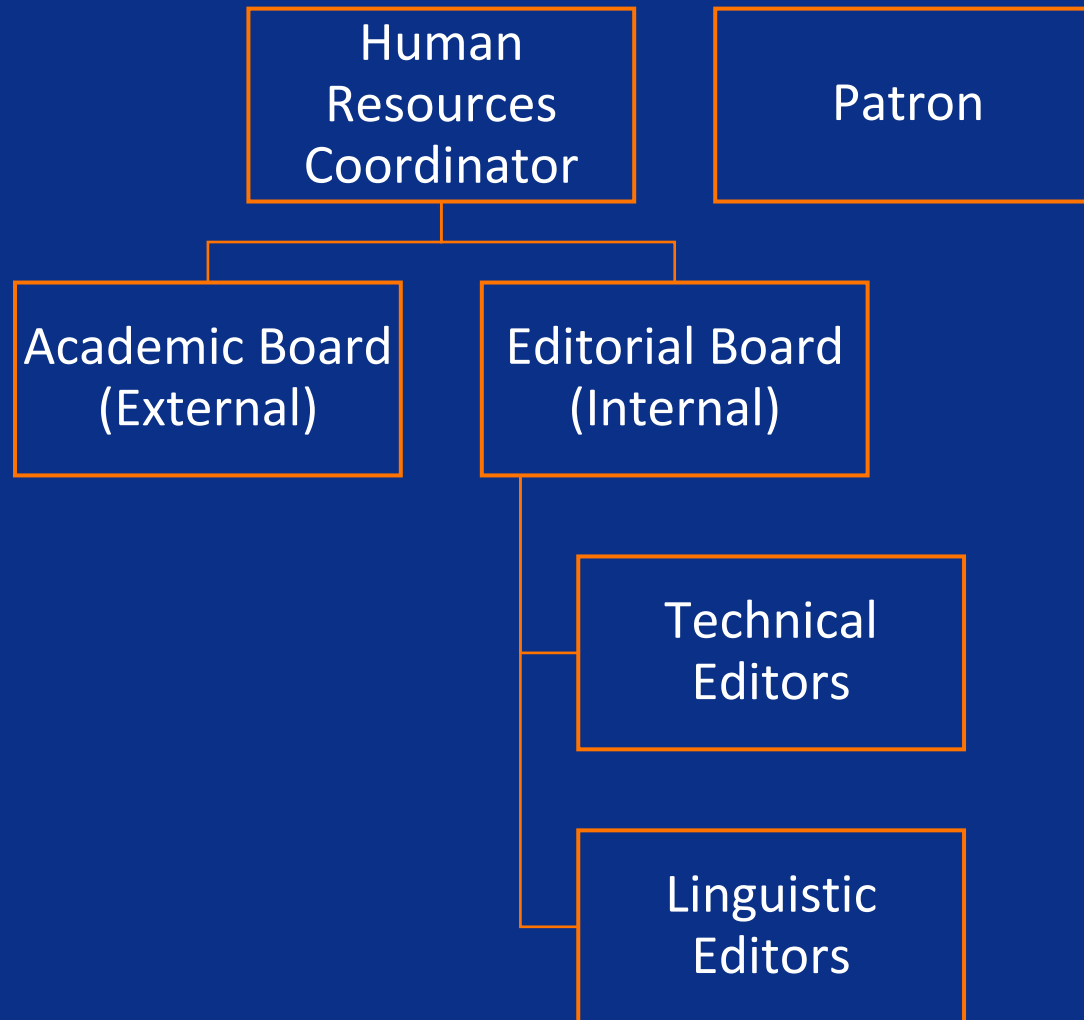 Human
Resources
Coordinator
Patron
Academic Board
(External)
Editorial Board
(Internal)
Technical
Editors
Linguistic
Editors